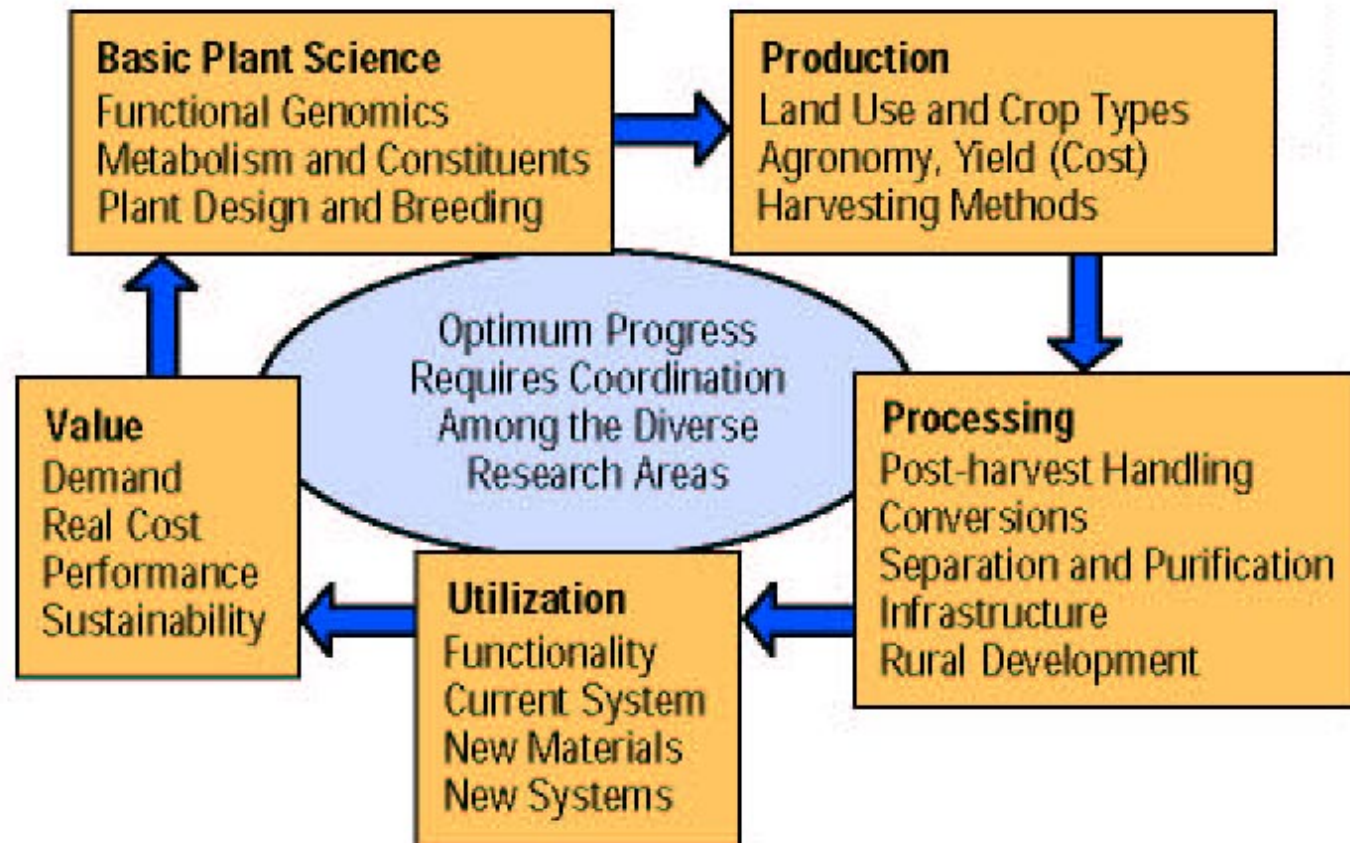 Basic Plant Science
Functional Genomics
Metabolism and Constituents
Plant Design and Breeding
Production
Land Use and Crop Types
Agronomy, Yield (Cost)
Harvesting Methods
Optimum Progress
Requires Coordination
Among the Diverse
Research Areas
Processing
Post-harvest Handling
Conversions
Separation and Purification
Infrastructure
Rural Development
Utilization
Functionality
Current System
New Materials
New Systems
Value
Demand
Real Cost
Performance
Sustainability